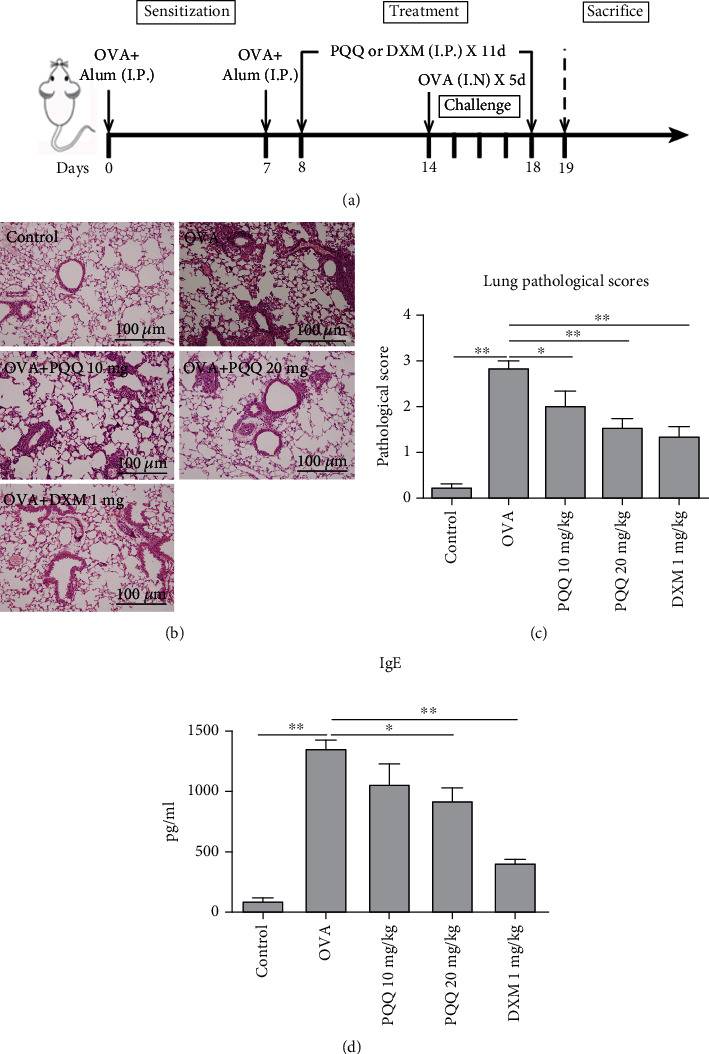 Sensitization
Treatment
Sacrifice
OVA+
Alum (I.P.)
OVA+
Alum (I.P.)
PQQ or DXM (I.P.) X 11d
OVA (I.N) X 5d
Challenge
Days
0
7
8
14
18
19
(a)
Control
100 µm
OVA
100 µm
OVA+PQQ 10 mg
100 µm
OVA+PQQ 20 mg
100 µm
OVA+DXM 1 mg
100 µm
(b)
Lung pathological scores
Pathological score
4
3
2
1
0
**
*
**
**
Control
OVA
PQQ 10 mg/kg
PQQ 20 mg/kg
DXM 1 mg/kg
(c)
IgE
pg/ml
1500
1000
500
0
**
*
**
Control
OVA
PQQ 10 mg/kg
PQQ 20 mg/kg
DXM 1 mg/kg
(d)